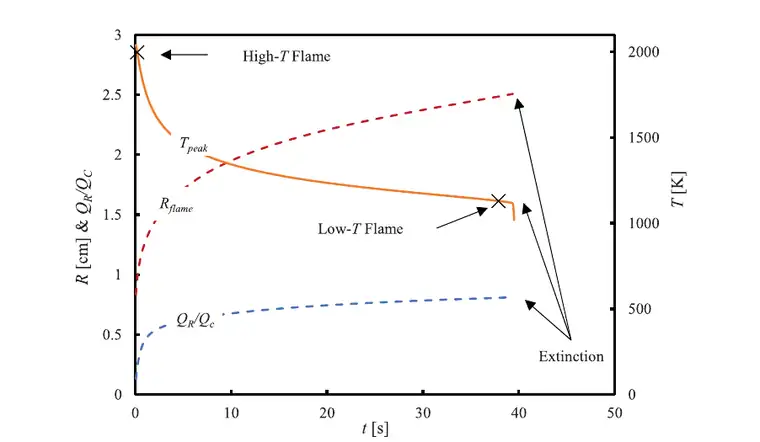 3
2.5
2
1.5
1
0.5
0
R [cm] & Q_R/Q_C
High-T Flame
T_peak
R_flame
Low-T Flame
Q_R/Q_c
Extinction
2000
1500
1000
500
0
T [K]
0
10
20
30
40
50
t [s]